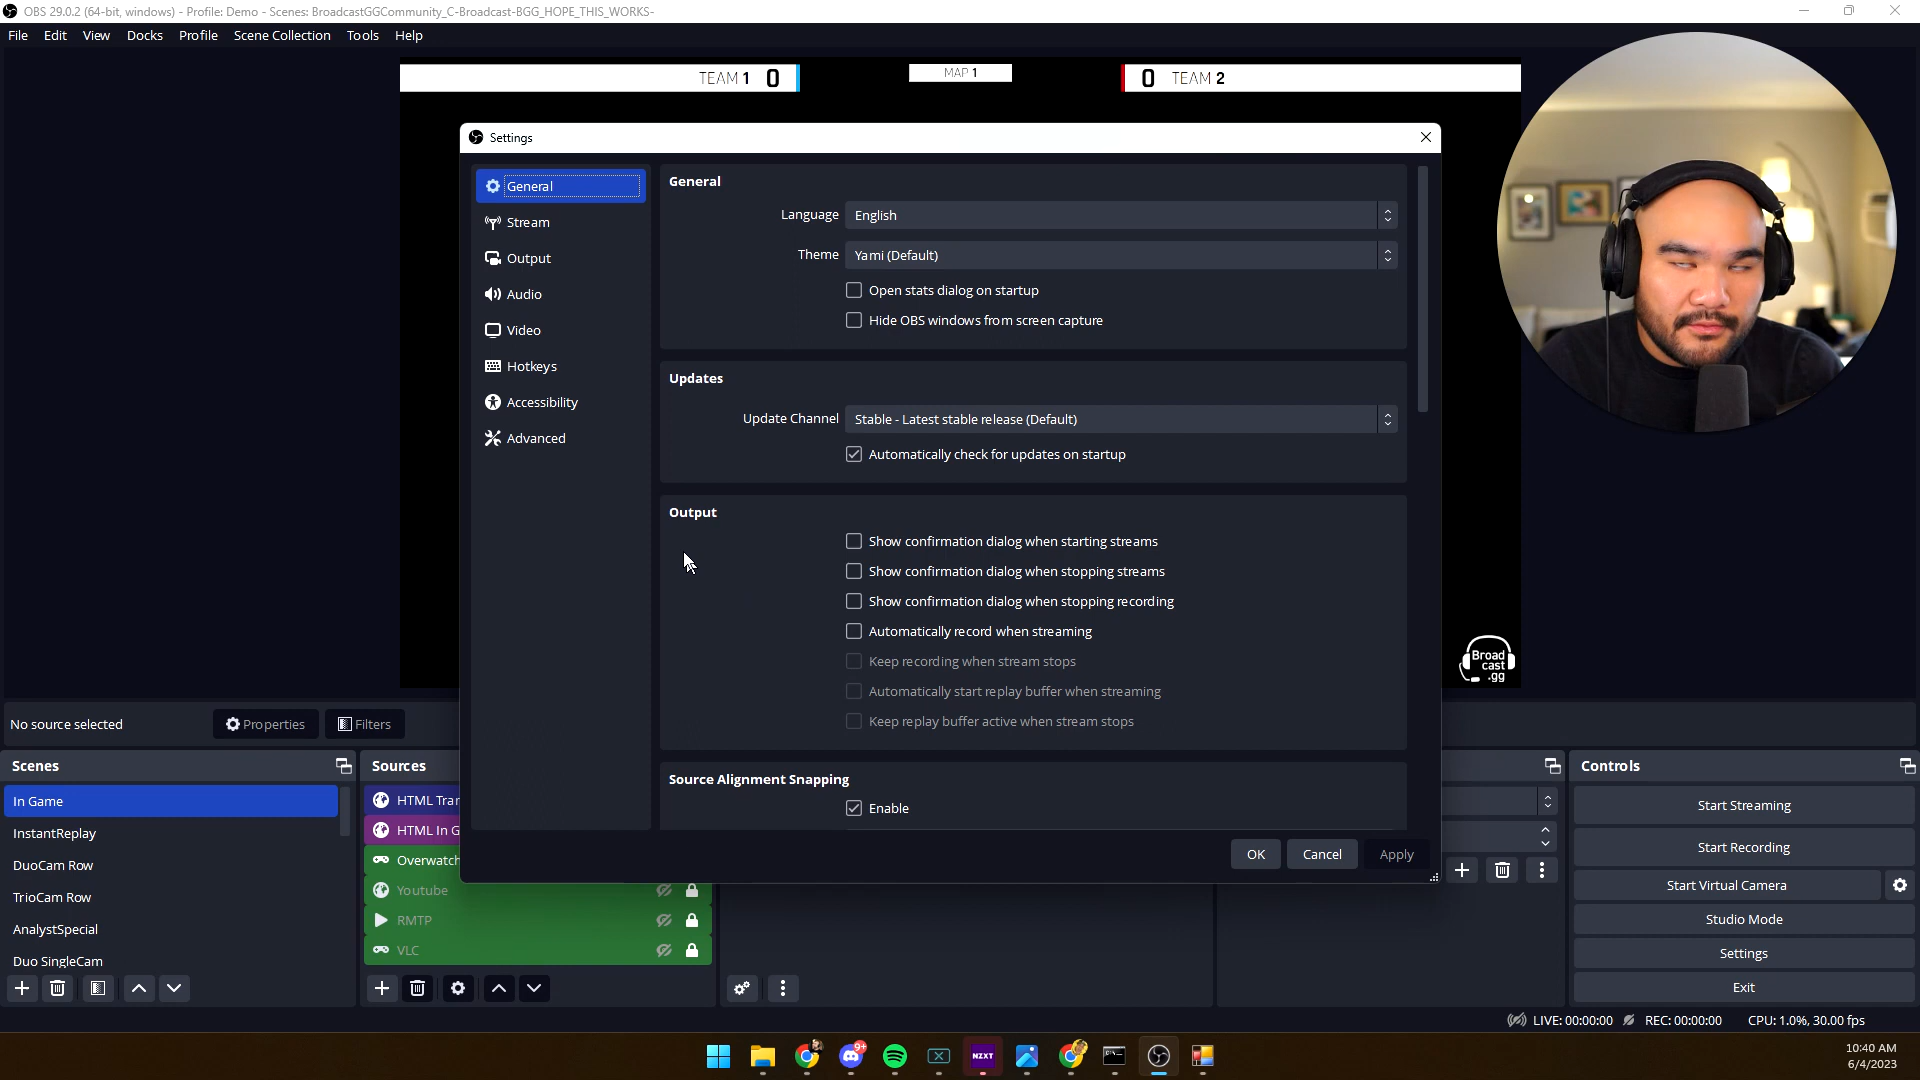 OBS 29.0.2 (64-bit, windows) - Profile: Demo - Scenes: BroadcastGGCommunity_C-Broadcast-BGG_HOPE_THIS_WORKS-
File Edit View Docks Profile Scene Collection Tools Help
TEAM 1 0 MAP 1 0 TEAM 2
Settings
General
Stream
Output
Audio
Video
Hotkeys
Accessibility
Advanced
General
Language English
Theme Yami (Default)
Open stats dialog on startup
Hide OBS windows from screen capture
Updates
Update Channel Stable - Latest stable release (Default)
Automatically check for updates on startup
Output
Show confirmation dialog when starting streams
Show confirmation dialog when stopping streams
Show confirmation dialog when stopping recording
Automatically record when streaming
Keep recording when stream stops
Automatically start replay buffer when streaming
Keep replay buffer active when stream stops
Source Alignment Snapping
Enable
OK Cancel Apply
Broad
cast
.gg
No source selected Properties Filters
Scenes
In Game
InstantReplay
DuoCam Row
TrioCam Row
AnalystSpecial
Duo SingleCam
Sources
HTML Tran
HTML In G
Overwatch
Youtube
RMTP
VLC
Controls
Start Streaming
Start Recording
Start Virtual Camera
Studio Mode
Settings
Exit
LIVE: 00:00:00 REC: 00:00:00 CPU: 1.0%, 30.00 fps
9+
NZXT
10:40 AM
6/4/2023